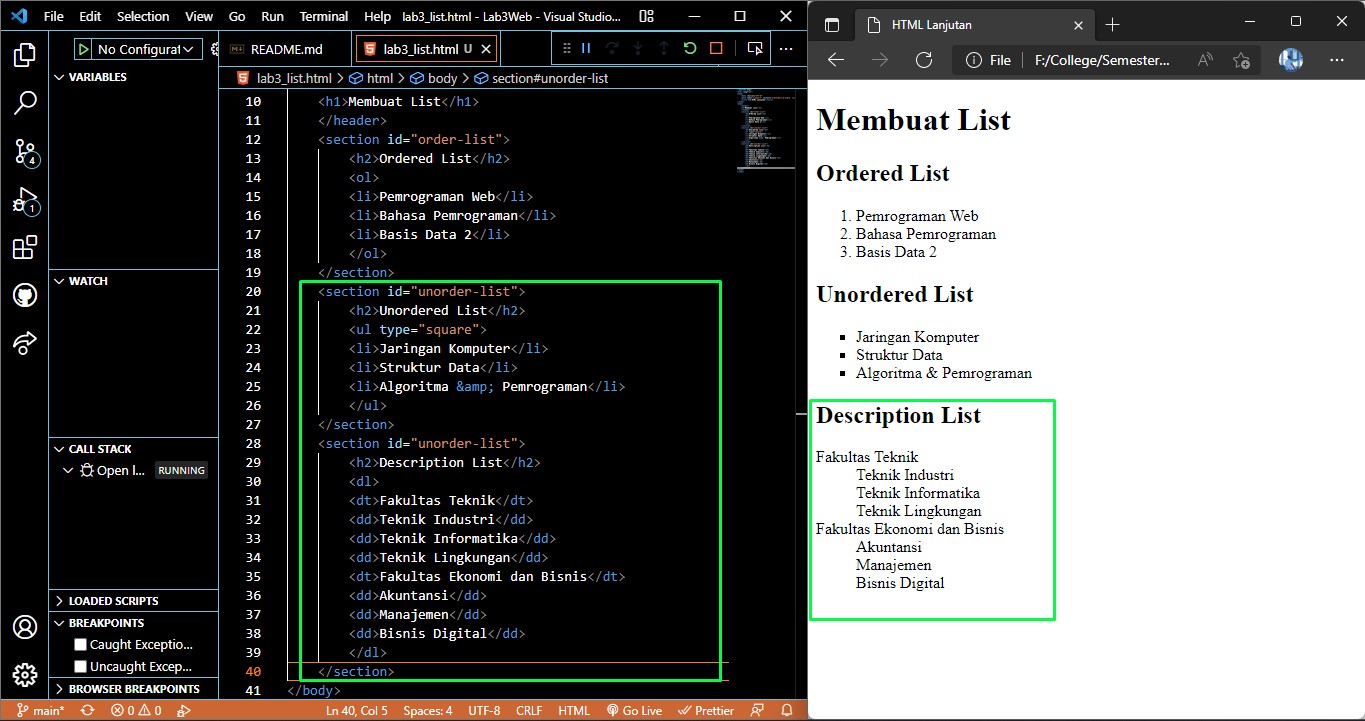 File Edit Selection View Go Run Terminal Help lab3_list.html - Lab3Web - Visual Studio...
No Configurat
README.md
lab3_list.html U
lab3_list.html > html > body > section#unorder-list
VARIABLES
WATCH
CALL STACK
Open l... RUNNING
LOADED SCRIPTS
BREAKPOINTS
Caught Exceptio...
Uncaught Excep...
BROWSER BREAKPOINTS
4
1
10 <h1>Membuat List</h1>
11 </header>
12 <section id="order-list">
13 <h2>Ordered List</h2>
14 <ol>
15 <li>Pemrograman Web</li>
16 <li>Bahasa Pemrograman</li>
17 <li>Basis Data 2</li>
18 </ol>
19 </section>
20 <section id="unorder-list">
21 <h2>Unordered List</h2>
22 <ul type="square">
23 <li>Jaringan Komputer</li>
24 <li>Struktur Data</li>
25 <li>Algoritma &amp; Pemrograman</li>
26 </ul>
27 </section>
28 <section id="unorder-list">
29 <h2>Description List</h2>
30 <dl>
31 <dt>Fakultas Teknik</dt>
32 <dd>Teknik Industri</dd>
33 <dd>Teknik Informatika</dd>
34 <dd>Teknik Lingkungan</dd>
35 <dt>Fakultas Ekonomi dan Bisnis</dt>
36 <dd>Akuntansi</dd>
37 <dd>Manajemen</dd>
38 <dd>Bisnis Digital</dd>
39 </dl>
40 </section>
41 </body>
main* 0 0 Ln 40, Col 5 Spaces: 4 UTF-8 CRLF HTML Go Live Prettier
HTML Lanjutan
File F:/College/Semester...
Membuat List
Ordered List
1. Pemrograman Web
2. Bahasa Pemrograman
3. Basis Data 2
Unordered List
▪ Jaringan Komputer
▪ Struktur Data
▪ Algoritma & Pemrograman
Description List
Fakultas Teknik
Teknik Industri
Teknik Informatika
Teknik Lingkungan
Fakultas Ekonomi dan Bisnis
Akuntansi
Manajemen
Bisnis Digital